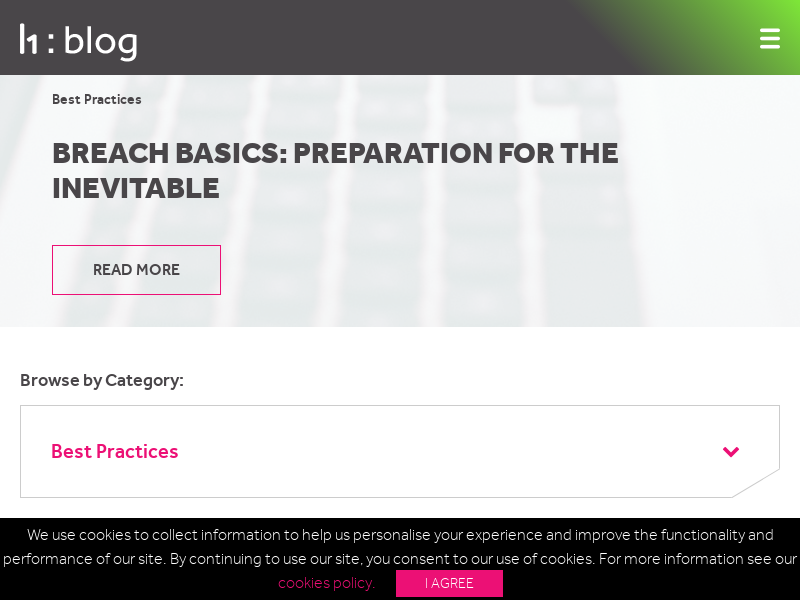 h : blog
Best Practices
BREACH BASICS: PREPARATION FOR THE
INEVITABLE
READ MORE
Browse by Category:
Best Practices
We use cookies to collect information to help us personalise your experience and improve the functionality and
performance of our site. By continuing to use our site, you consent to our use of cookies. For more information see our
cookies policy.
I AGREE